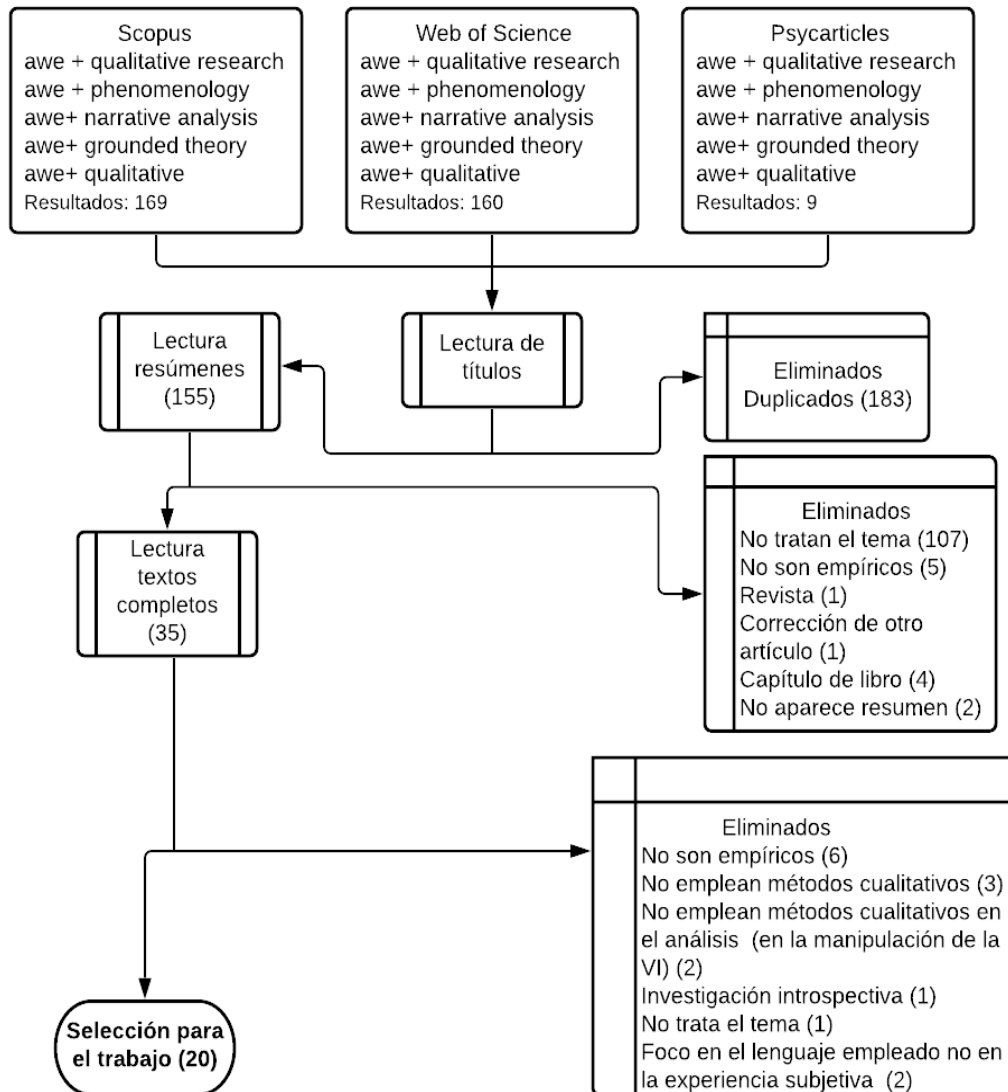 Scopus
awe + qualitative research
awe + phenomenology
awe+ narrative analysis
awe+ grounded theory
awe+ qualitative
Resultados: 169
Web of Science
awe + qualitative research
awe + phenomenology
awe+ narrative analysis
awe+ grounded theory
awe+ qualitative
Resultados: 160
Psycarticles
awe + qualitative research
awe + phenomenology
awe+ narrative analysis
awe+ grounded theory
awe+ qualitative
Resultados: 9
Lectura
resúmenes
(155)
Lectura de
títulos
Eliminados
Duplicados (183)
Lectura
textos
completos
(35)
Eliminados
No tratan el tema (107)
No son empíricos (5)
Revista (1)
Corrección de otro
artículo (1)
Capítulo de libro (4)
No aparece resumen (2)
Eliminados
No son empíricos (6)
No emplean métodos cualitativos (3)
No emplean métodos cualitativos en
el análisis (en la manipulación de la
VI) (2)
Investigación introspectiva (1)
No trata el tema (1)
Foco en el lenguaje empleado no en
la experiencia subjetiva (2)
Selección para
el trabajo (20)